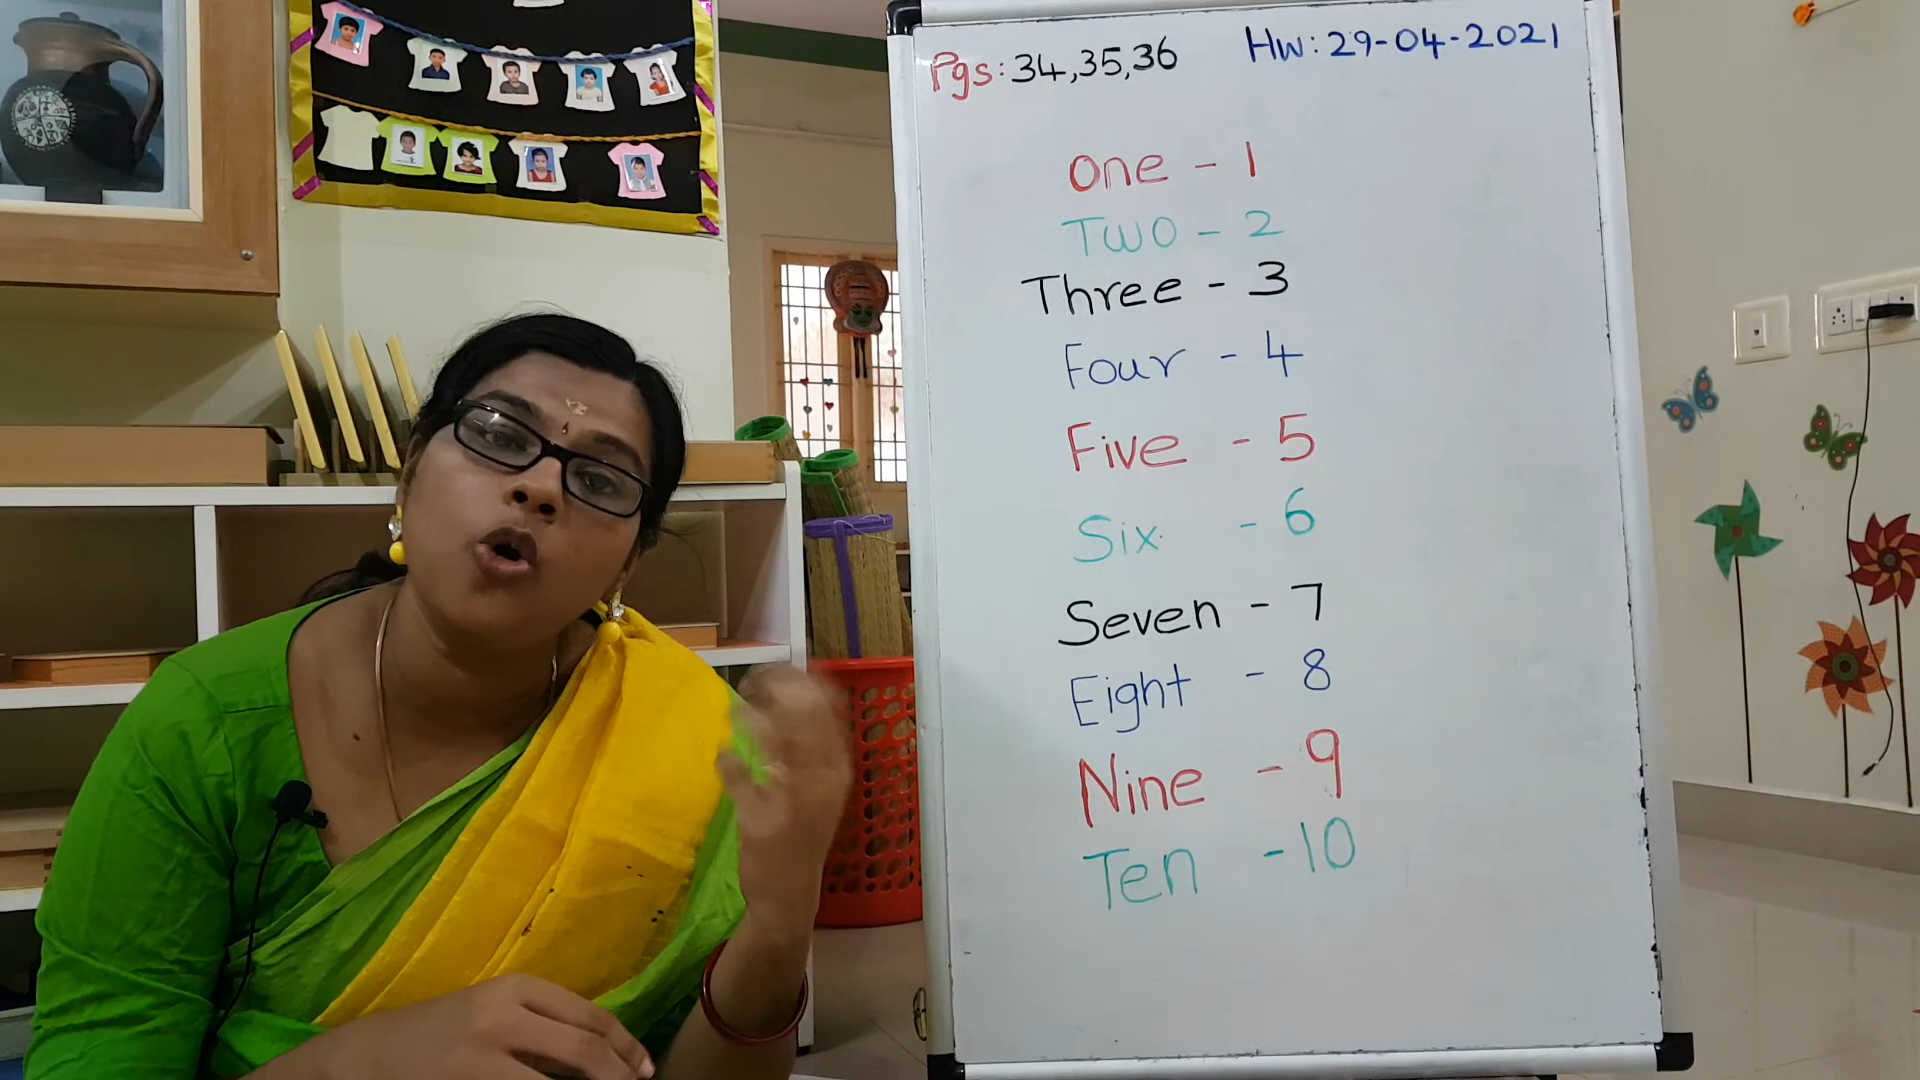 Pgs: 34,35,36 Hw: 29-04-2021
One - 1
Two - 2
Three - 3
Four - 4
Five - 5
Six - 6
Seven - 7
Eight - 8
Nine - 9
Ten - 10